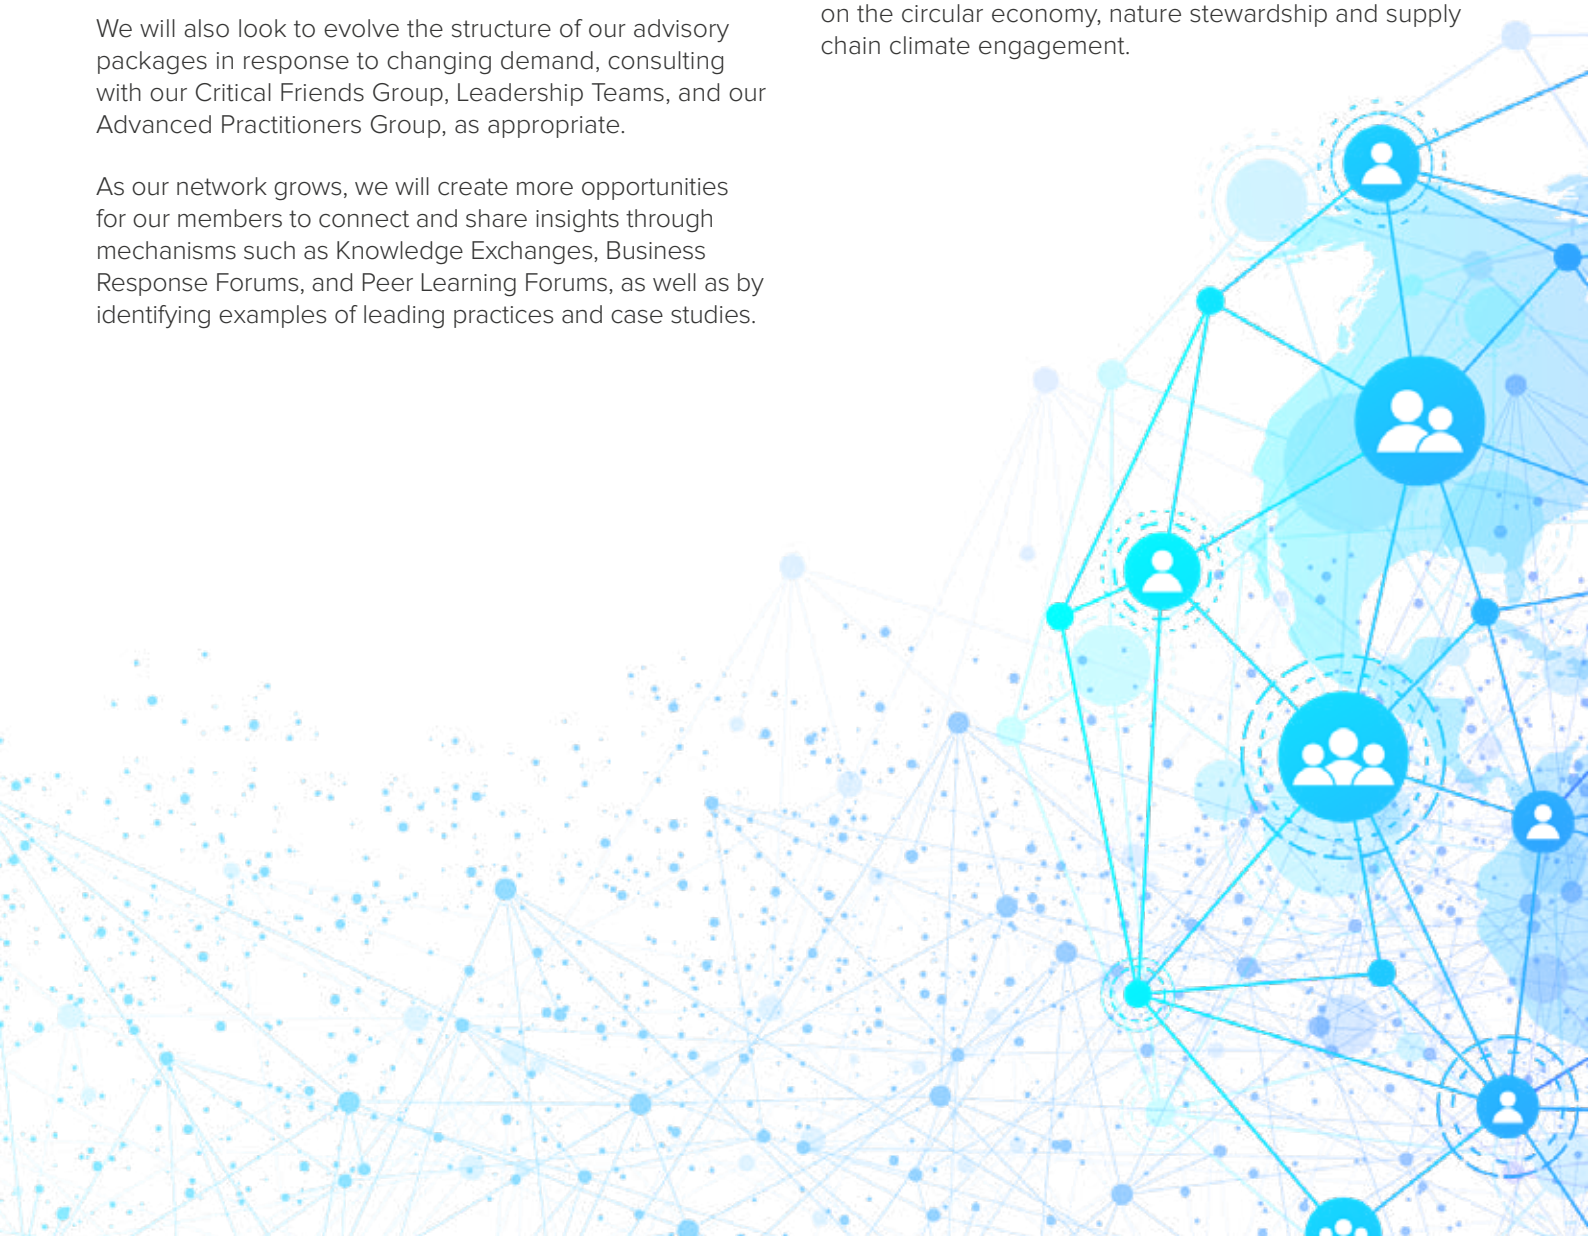 We will also look to evolve the structure of our advisory
packages in response to changing demand, consulting
with our Critical Friends Group, Leadership Teams, and our
Advanced Practitioners Group, as appropriate.
As our network grows, we will create more opportunities
for our members to connect and share insights through
mechanisms such as Knowledge Exchanges, Business
Response Forums, and Peer Learning Forums, as well as by
identifying examples of leading practices and case studies.
on the circular economy, nature stewardship and supply
chain climate engagement.